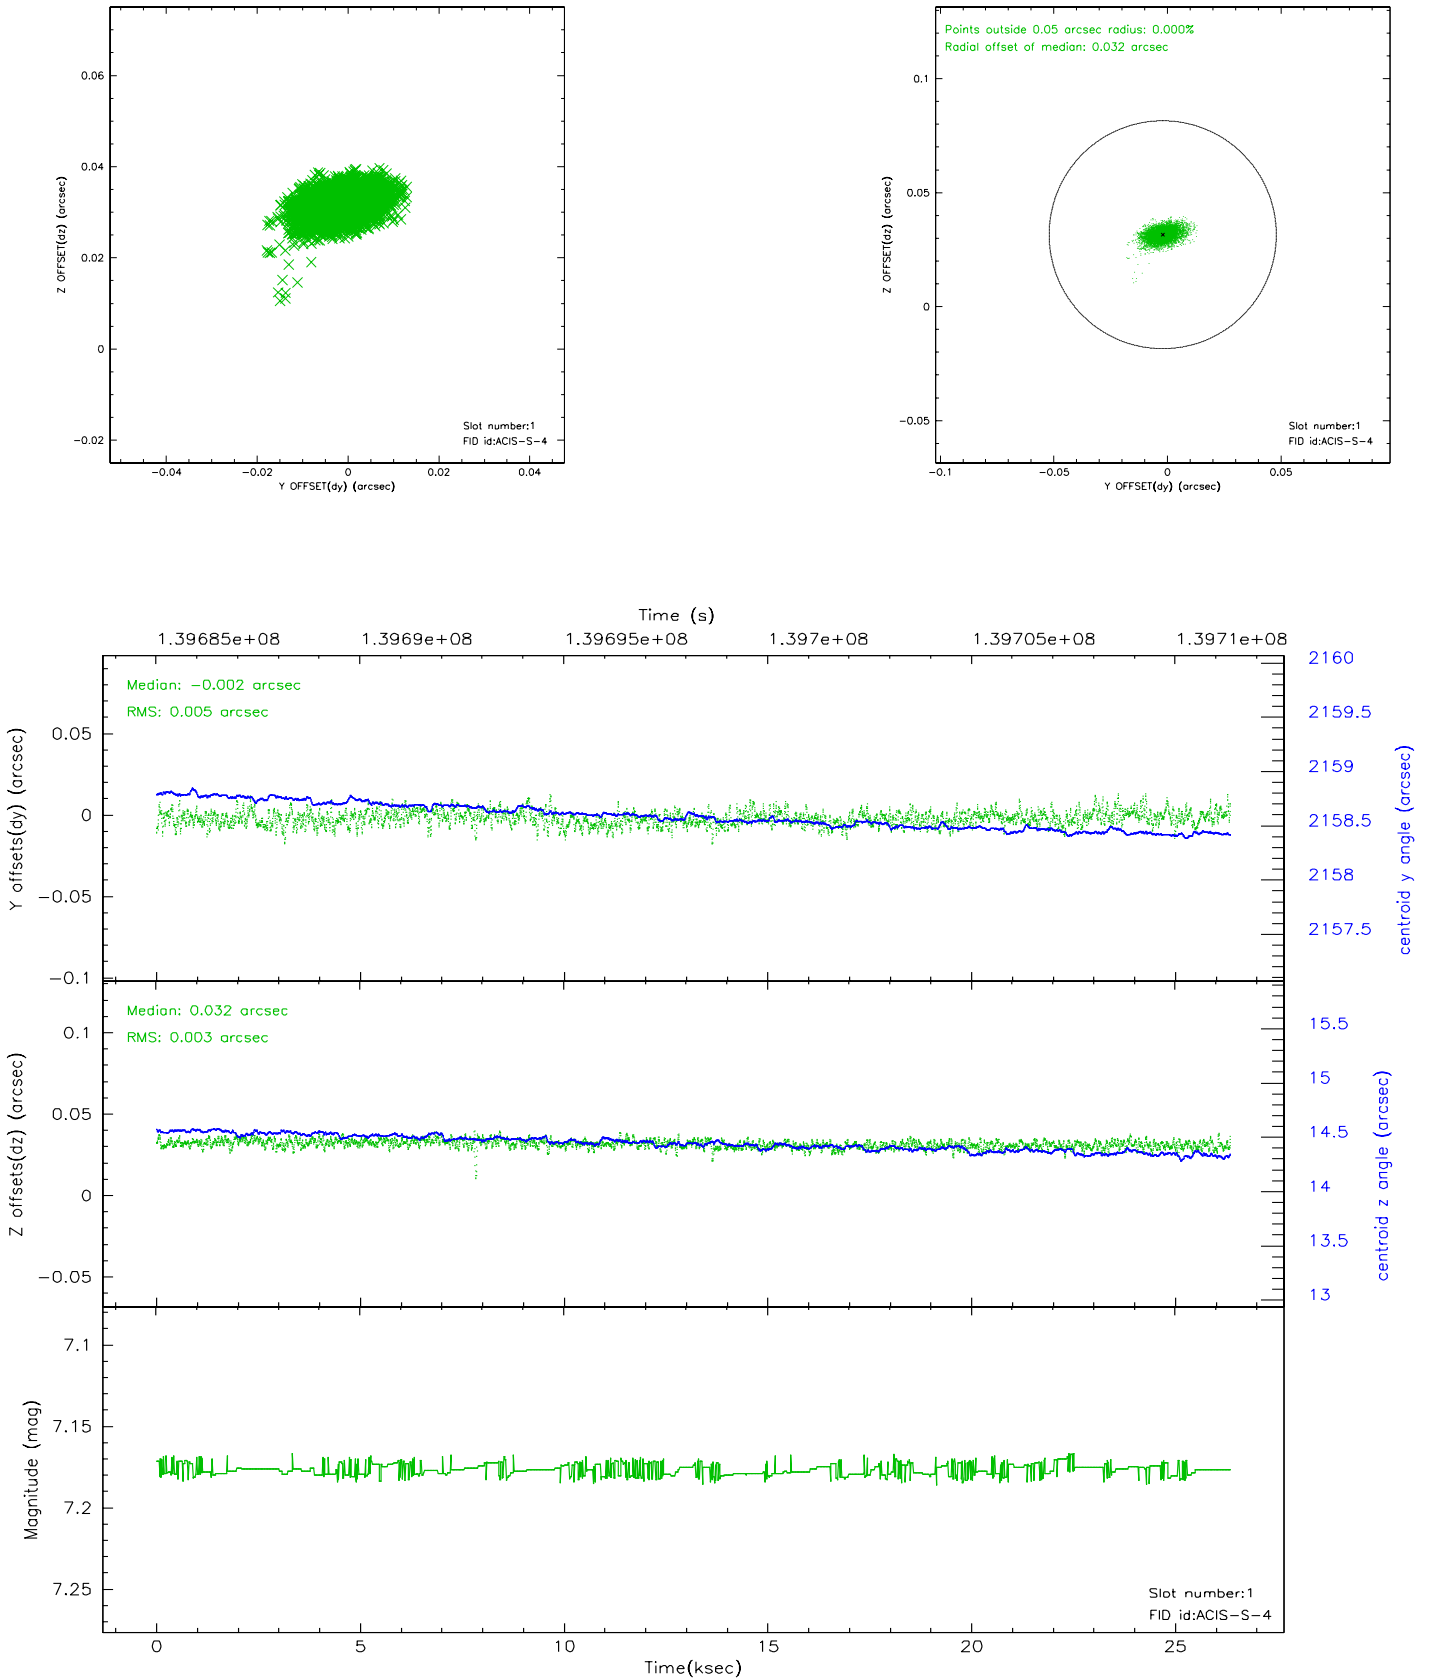 0.06
0.04
0.02
0
−0.02
Z OFFSET(dz) (arcsec)
−0.04
−0.02
0
0.02
0.04
Y OFFSET(dy) (arcsec)
Slot number:1
FID id:ACIS−S−4
Points outside 0.05 arcsec radius: 0.000%
Radial offset of median: 0.032 arcsec
0.1
0.05
0
−0.05
Z OFFSET(dz) (arcsec)
−0.1
−0.05
0
0.05
Y OFFSET(dy) (arcsec)
Slot number:1
FID id:ACIS−S−4
Time (s)
1.39685e+08
1.3969e+08
1.39695e+08
1.397e+08
1.39705e+08
1.3971e+08
Median: −0.002 arcsec
RMS: 0.005 arcsec
0.05
0
−0.05
−0.1
Y offsets(dy) (arcsec)
2160
2159.5
2159
2158.5
2158
2157.5
centroid y angle (arcsec)
Median: 0.032 arcsec
RMS: 0.003 arcsec
0.1
0.05
0
−0.05
Z offsets(dz) (arcsec)
15.5
15
14.5
14
13.5
13
centroid z angle (arcsec)
7.1
7.15
7.2
7.25
Magnitude (mag)
Slot number:1
FID id:ACIS−S−4
0
5
10
15
20
25
Time(ksec)